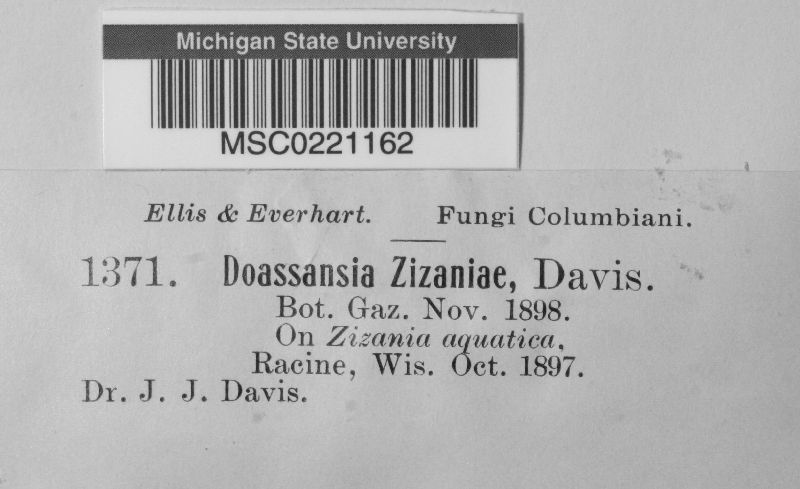 Michigan State University
MSC0221162
Ellis & Everhart. Fungi Columbiani.
1371. Doassansia Zizaniae, Davis.
Bot. Gaz. Nov. 1898.
On Zizania aquatica,
Racine, Wis. Oct. 1897.
Dr. J. J. Davis.